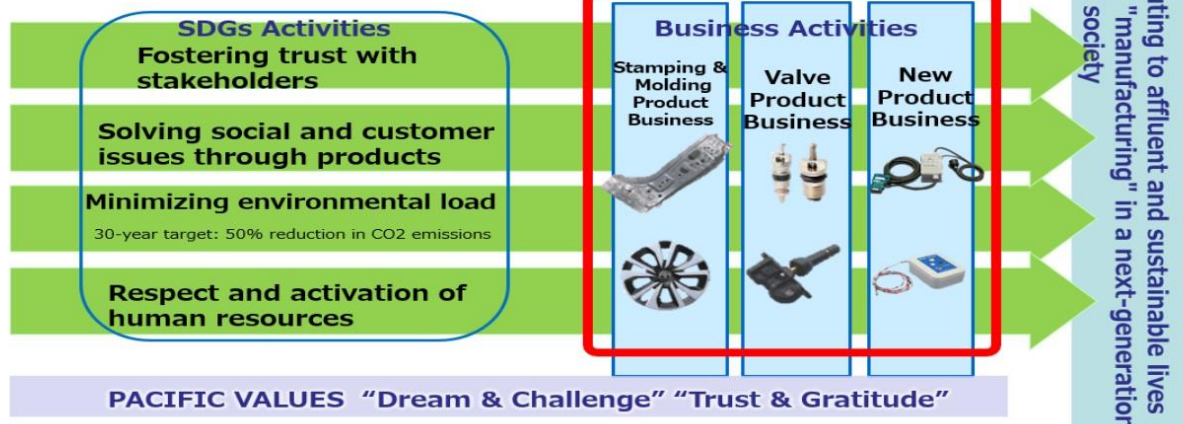 SDGs Activities
Fostering trust with
stakeholders
Solving social and customer
issues through products
Minimizing environmental load
30-year target: 50% reduction in CO2 emissions
Respect and activation of
human resources
Business Activities
Stamping &
Molding
Product
Business
Valve
Product
Business
New
Product
Business
to affluent and sustainable lives
"manufacturing" in a next-generation
society
PACIFIC VALUES “Dream & Challenge” “Trust & Gratitude”